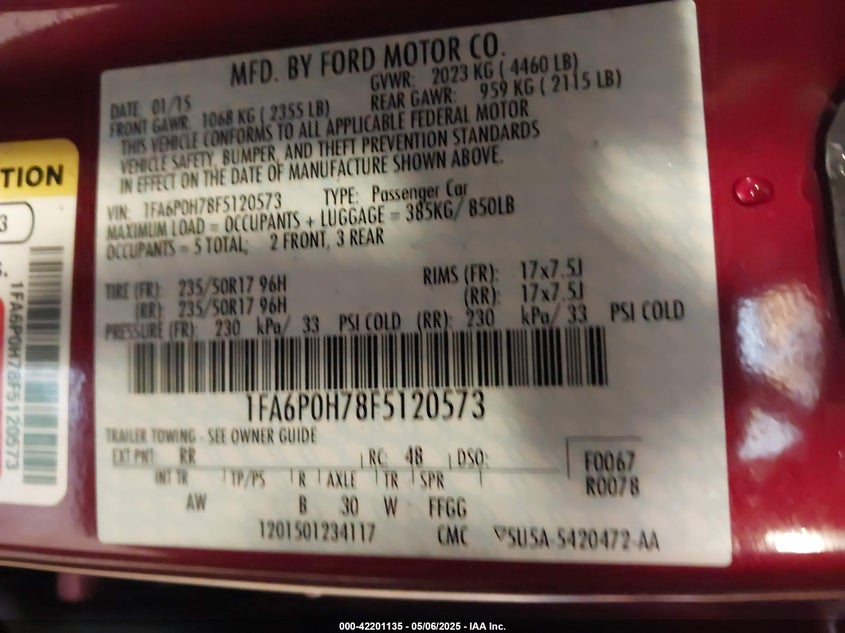 MFD. BY FORD MOTOR CO.
DATE: 01/15 GVWR: 2023 KG ( 4460 LB)
FRONT GAWR: 1068 KG ( 2355 LB) REAR GAWR: 959 KG ( 2115 LB)
THIS VEHICLE CONFORMS TO ALL APPLICABLE FEDERAL MOTOR
VEHICLE SAFETY, BUMPER, AND THEFT PREVENTION STANDARDS
IN EFFECT ON THE DATE OF MANUFACTURE SHOWN ABOVE.
VIN: 1FA6P0H78F5120573 TYPE: Passenger Car
MAXIMUM LOAD = OCCUPANTS + LUGGAGE = 385KG/ 850LB
OCCUPANTS = 5 TOTAL; 2 FRONT, 3 REAR
TIRE (FR): 235/50R17 96H RIMS (FR): 17x7.5J
(RR): 235/50R17 96H (RR): 17x7.5J
PRESSURE (FR): 230 kPa/ 33 PSI COLD (RR): 230 kPa/ 33 PSI COLD
1FA6P0H78F5120573
TRAILER TOWING - SEE OWNER GUIDE
EXT PNT: RR RC: 48 DSO: F0067
INT TR TP/PS R AXLE TR SPR R0078
AW B 30 W FFGG
1201501234117 CMC ▽5U5A-5420472-AA
TION
3
1FA6P0H78F5120573
000-42201135 - 05/06/2025 - IAA Inc.